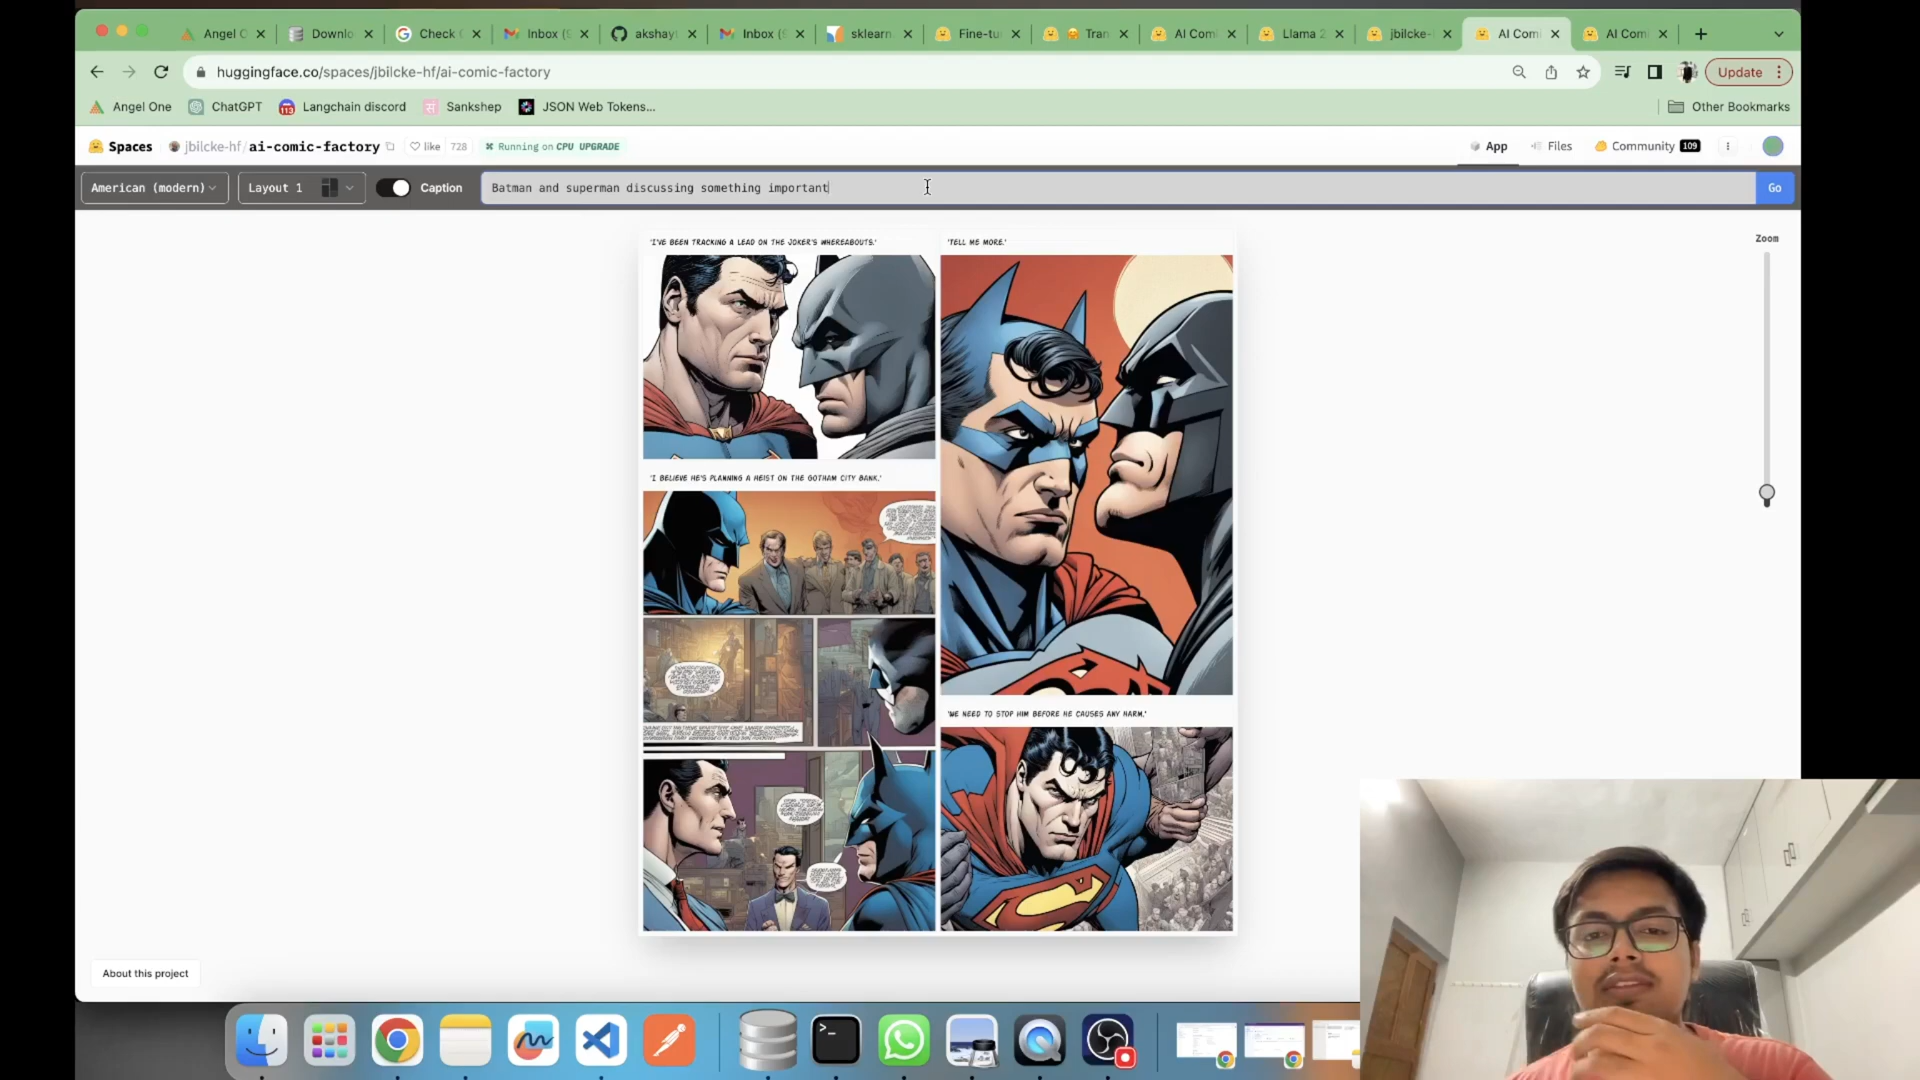 Angel C
Downlo
Check
Inbox (
akshay
Inbox (
sklearn.
Fine-tu
Tran
AI Com
Llama 2
jbilcke-
AI Com
AI Com
huggingface.co/spaces/jbilcke-hf/ai-comic-factory
Update
Angel One
ChatGPT
Langchain discord
Sankshep
JSON Web Tokens...
Other Bookmarks
Spaces
jbilcke-hf/ai-comic-factory
like 728
Running on CPU UPGRADE
App
Files
Community 109
American (modern)
Layout 1
Caption
Batman and superman discussing something important
Go
Zoom
'I'VE BEEN TRACKING A LEAD ON THE JOKER'S WHEREABOUTS.'
'TELL ME MORE.'
'I BELIEVE HE'S PLANNING A HEIST ON THE GOTHAM CITY BANK.'
'WE NEED TO STOP HIM BEFORE HE CAUSES ANY HARM.'
About this project